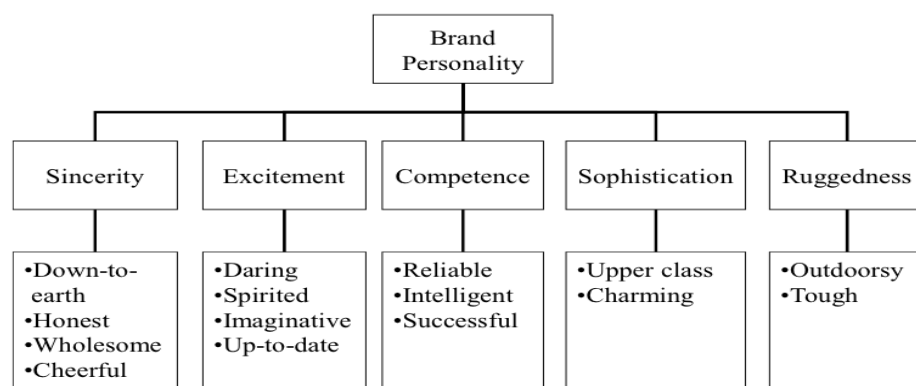 Brand
Personality
Sincerity
Excitement
Competence
Sophistication
Ruggedness
•Down-to-
earth
•Honest
•Wholesome
•Cheerful
•Daring
•Spirited
•Imaginative
•Up-to-date
•Reliable
•Intelligent
•Successful
•Upper class
•Charming
•Outdoorsy
•Tough